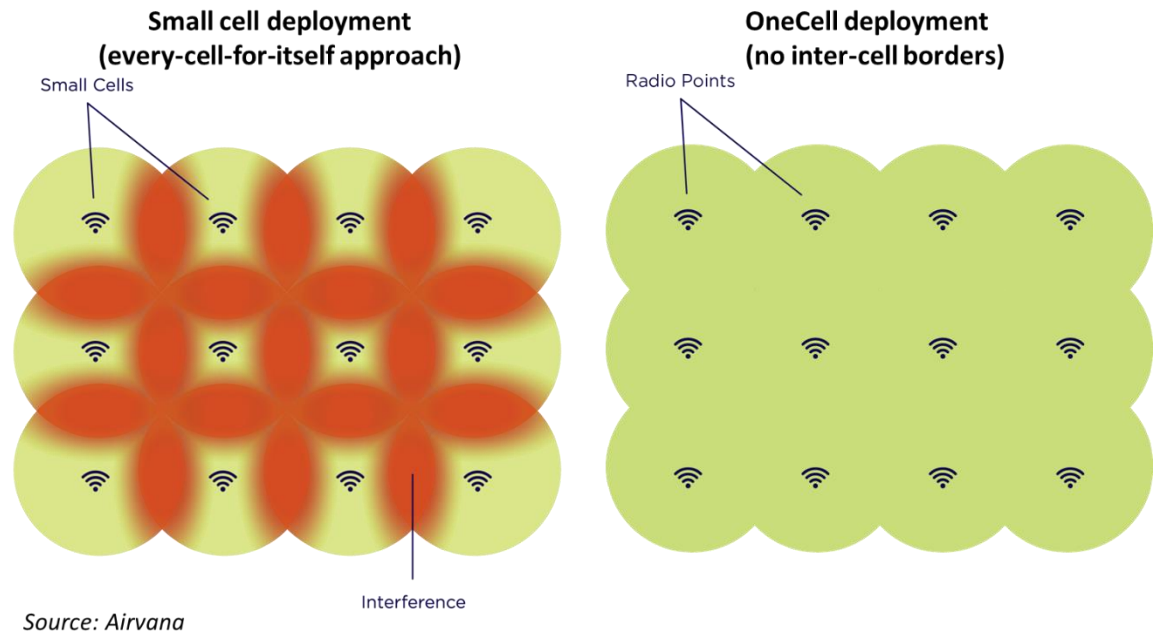 Small cell deployment
(every-cell-for-itself approach)
Small Cells
OneCell deployment
(no inter-cell borders)
Radio Points
Interference
Source: Airvana